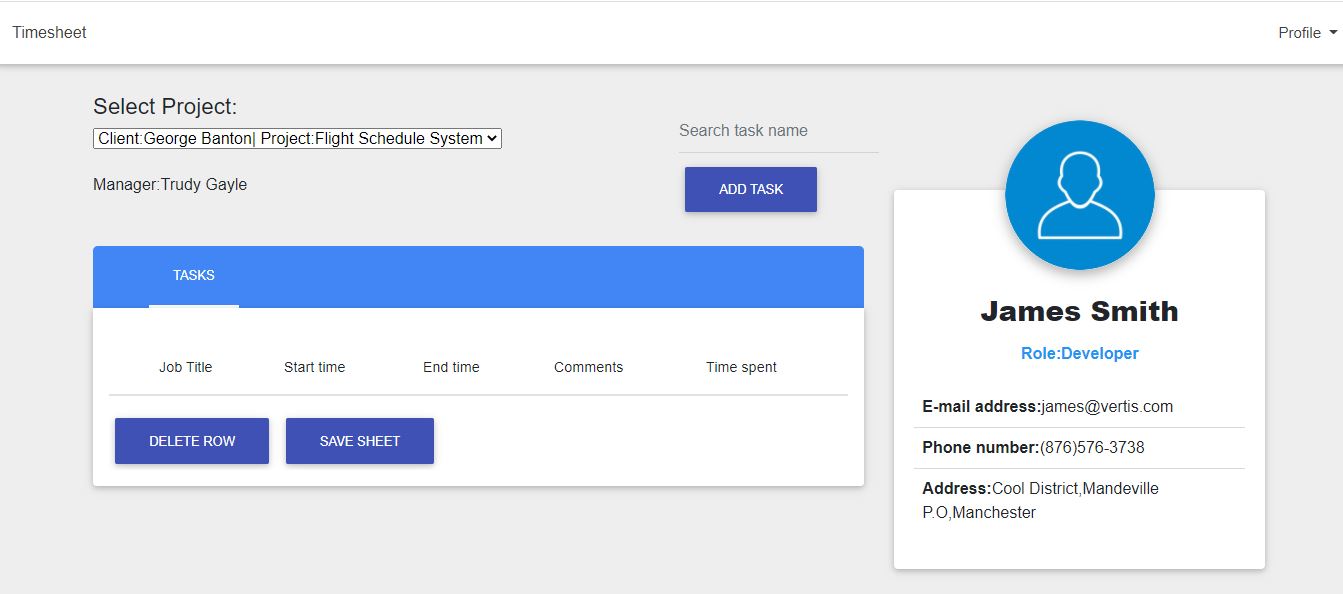 Timesheet
Profile
Select Project:
Client:George Banton| Project:Flight Schedule System
Manager:Trudy Gayle
Search task name
ADD TASK
TASKS
Job Title Start time End time Comments Time spent
DELETE ROW SAVE SHEET
James Smith
Role:Developer
E-mail address:james@vertis.com
Phone number:(876)576-3738
Address:Cool District,Mandeville
P.O,Manchester